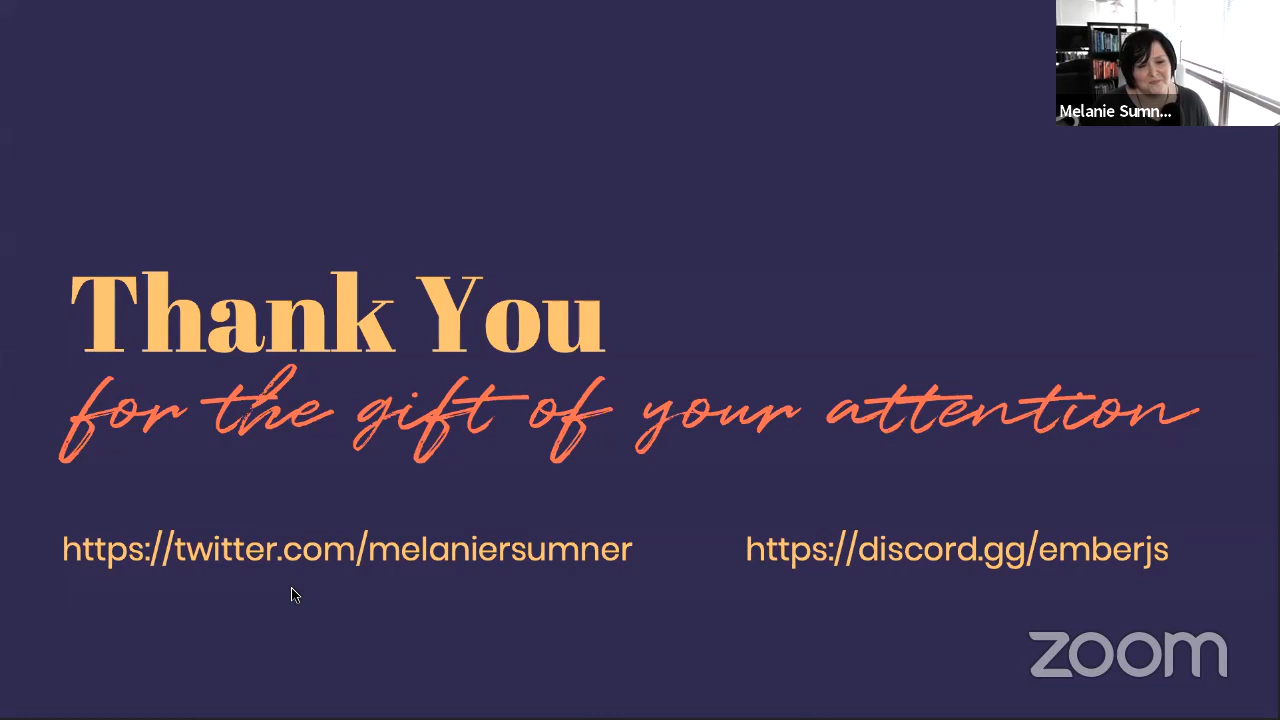 Melanie Sumn...
Thank You
for the gift of your attention
https://twitter.com/melaniersumner
https://discord.gg/emberjs
zoom